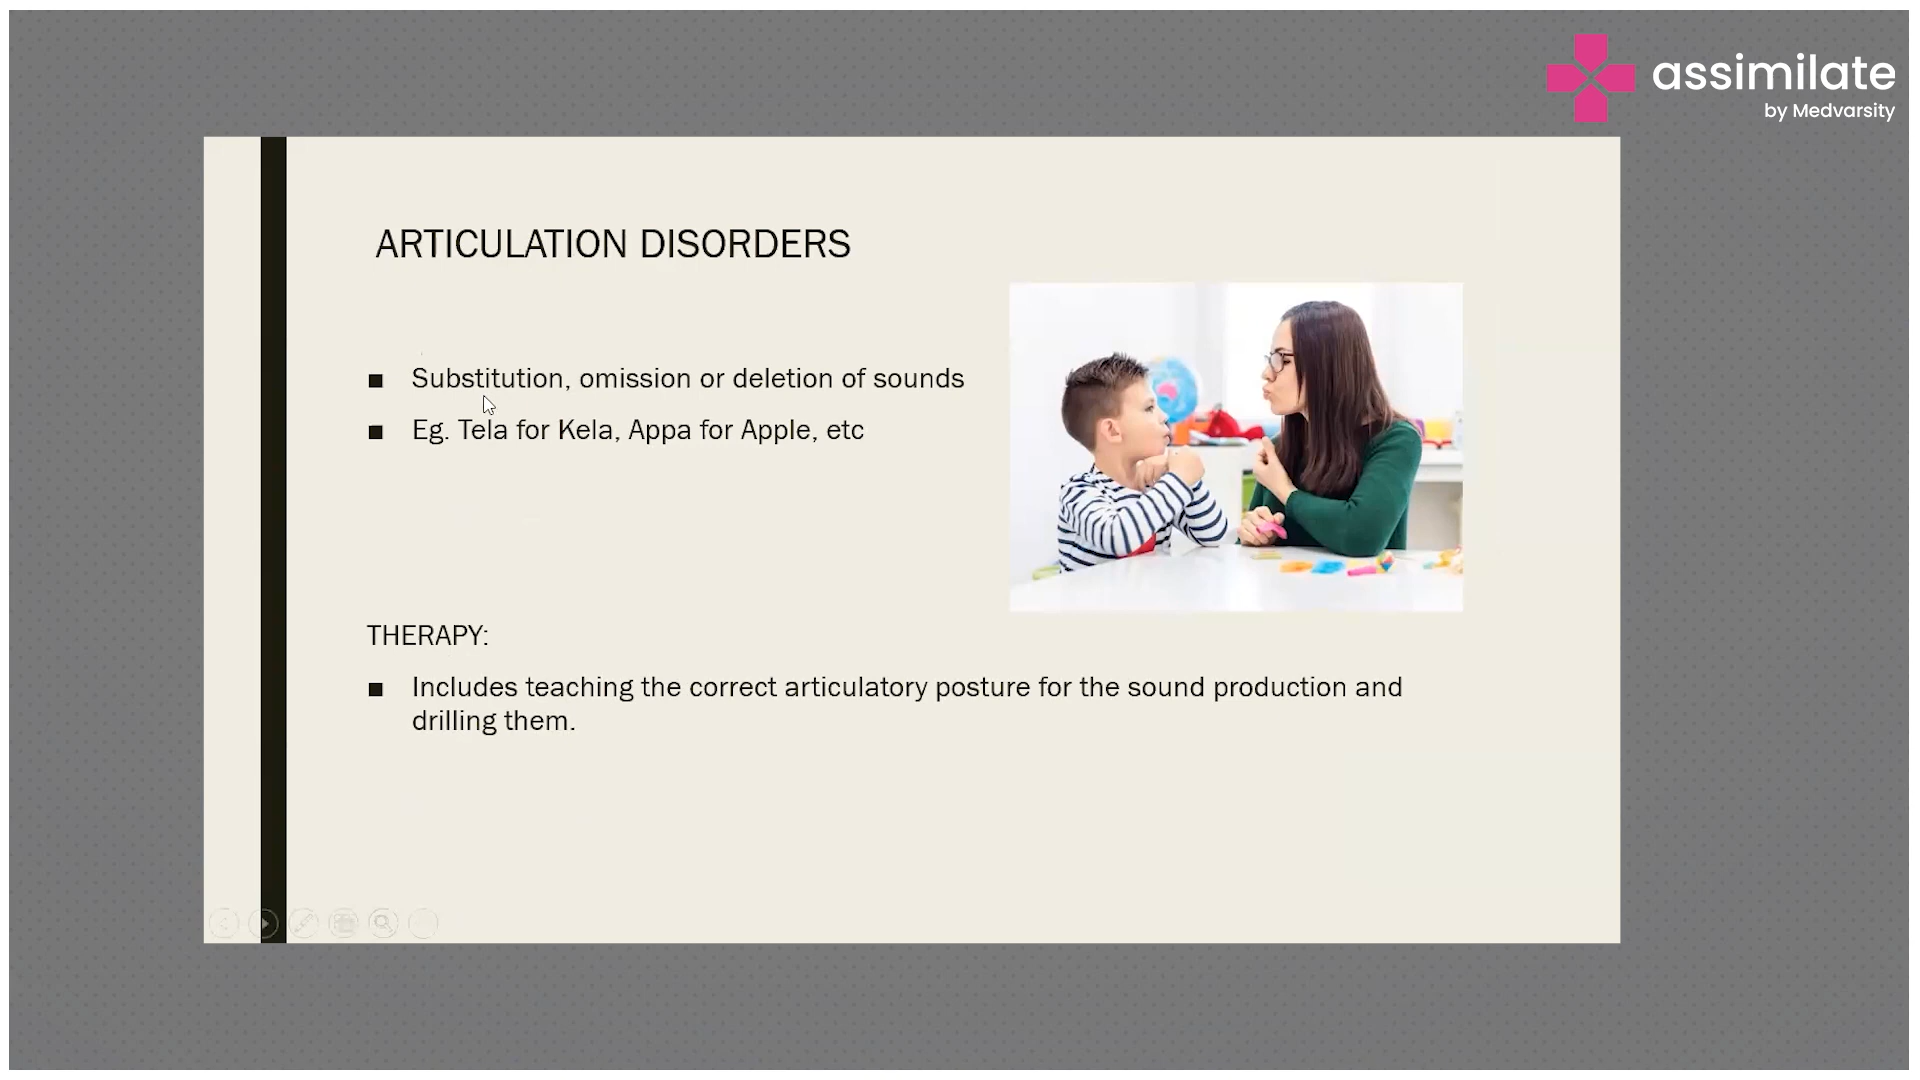 assimilate
by Medvarsity
ARTICULATION DISORDERS
■ Substitution, omission or deletion of sounds
■ Eg. Tela for Kela, Appa for Apple, etc
THERAPY:
■ Includes teaching the correct articulatory posture for the sound production and
drilling them.